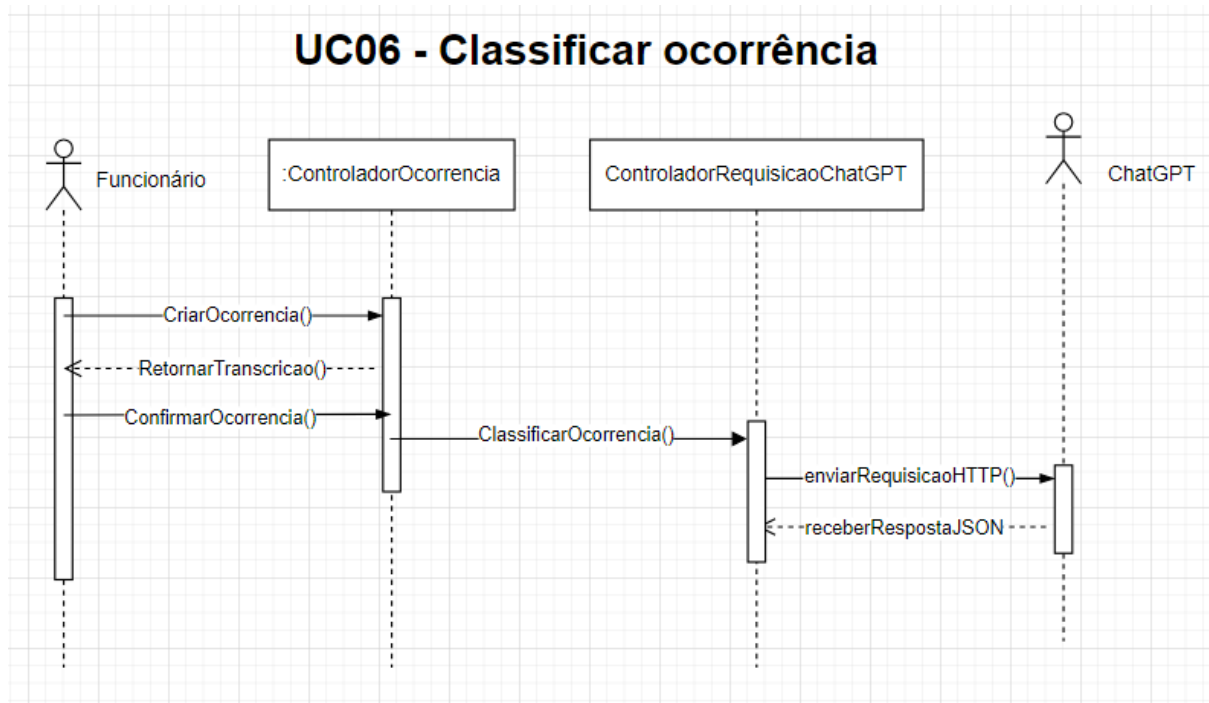 UC06 - Classificar ocorrência
Funcionário
:ControladorOcorrencia
ControladorRequisicaoChatGPT
ChatGPT
CriarOcorrencia()
RetornarTranscricao()
ConfirmarOcorrencia()
ClassificarOcorrencia()
enviarRequisicaoHTTP()
receberRespostaJSON